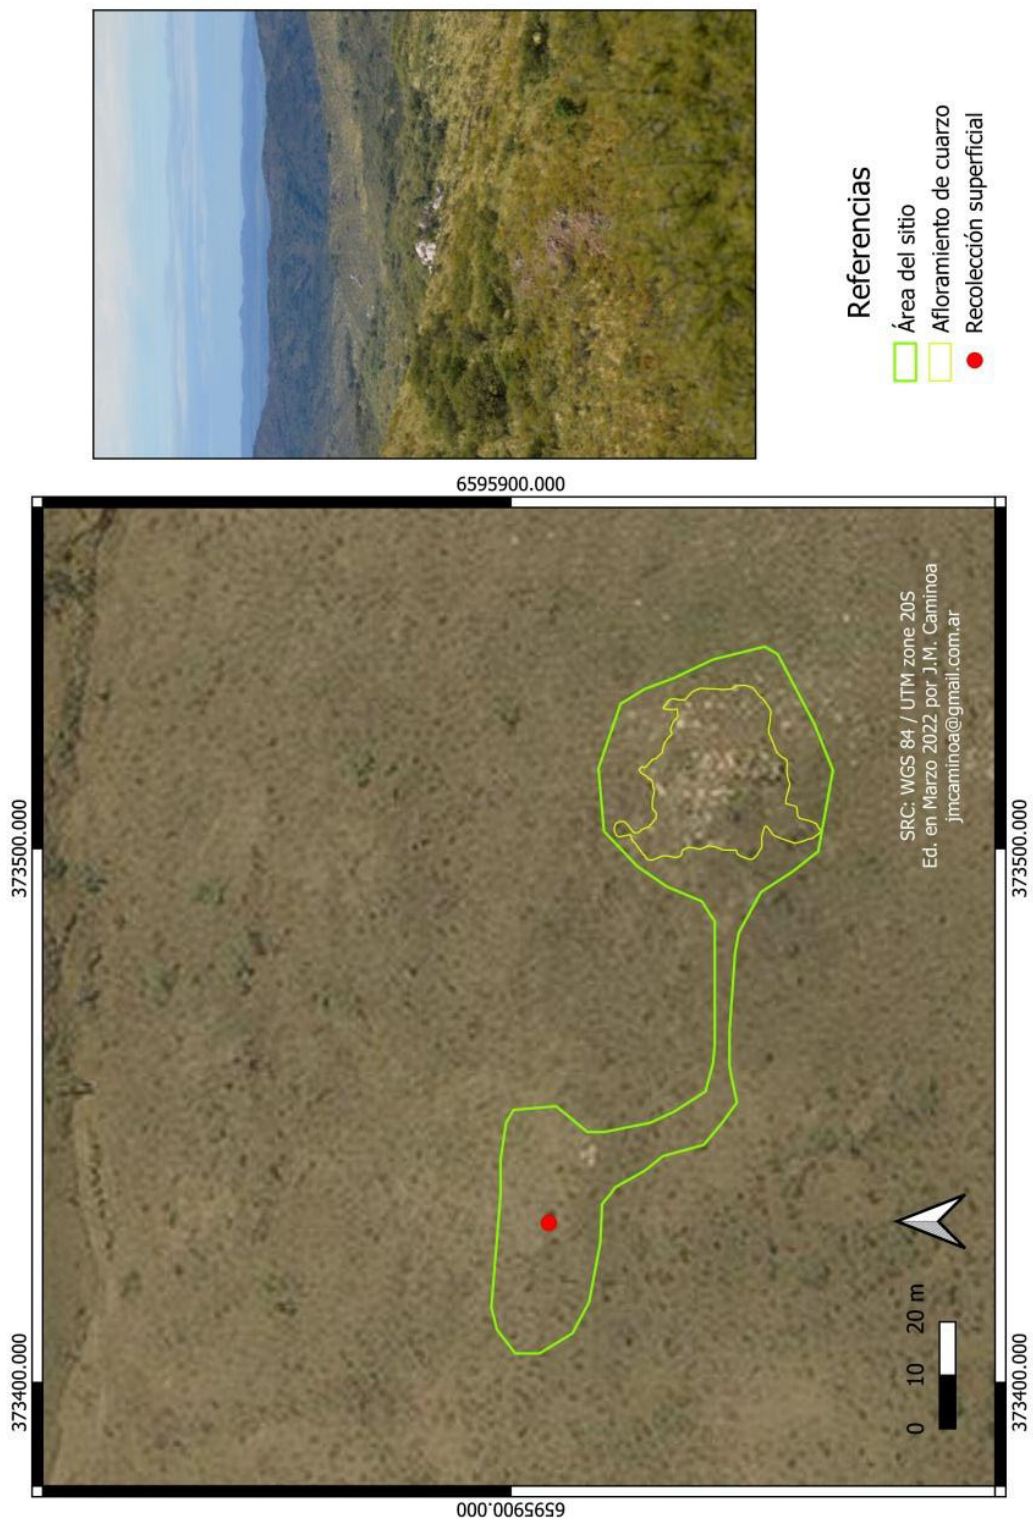 Referencias
Área del sitio
Afloramiento de cuarzo
Recolección superficial
373400.000
373500.000
6595900.000
6595900.000
0 10 20 m
SRC: WGS 84 / UTM zone 20S
Ed. en Marzo 2022 por J.M. Caminoa
jmcaminoa@gmail.com.ar
373400.000
373500.000